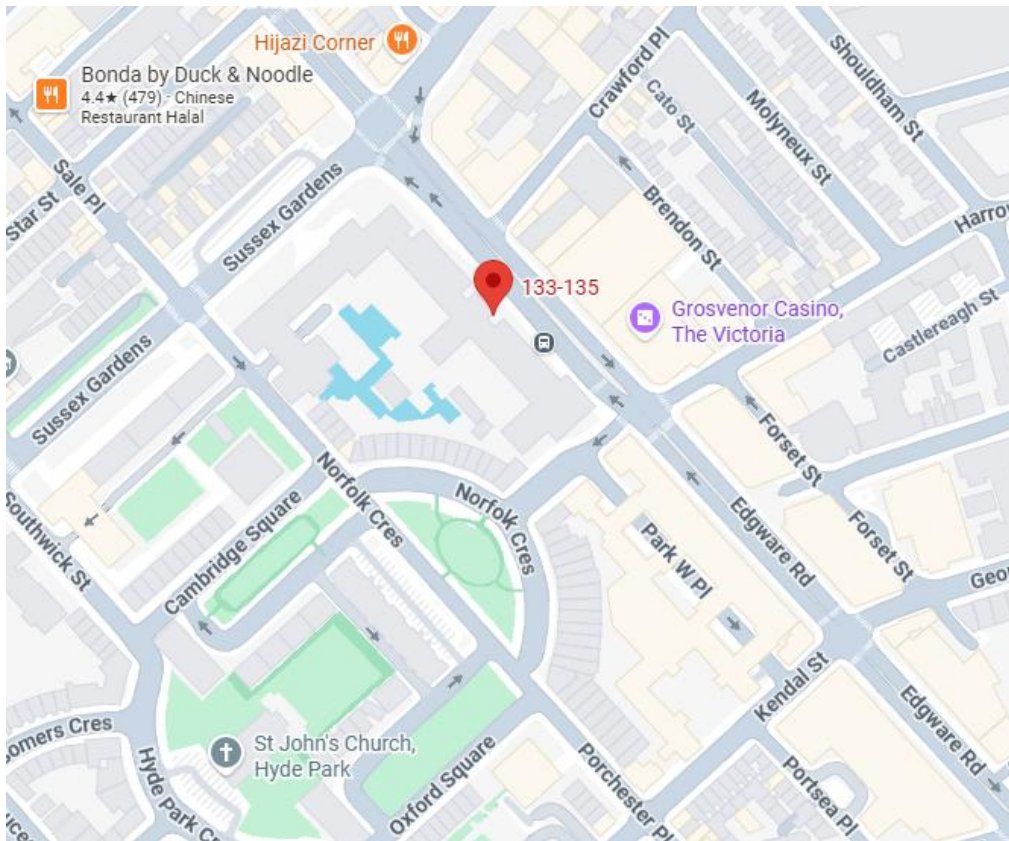 Hijazi Corner
Bonda by Duck & Noodle
4.4★ (479) · Chinese
Restaurant Halal
Crawford Pl
Cato St
Molyneux St
Shouldham St
Sale Pl
Star St
Sussex Gardens
Brendon St
Harro
133-135
Grosvenor Casino,
The Victoria
Castlereagh St
Sussex Gardens
Forset St
Norfolk Cres
Norfolk Cres
Edgware Rd
Southwick St
Cambridge Square
Park W Pl
Forset St
Geor
Kendal St
Edgware Rd
omers Cres
St John's Church,
Hyde Park
Hyde Park Cr
Oxford Square
Porchester Pl
Portsea Pl